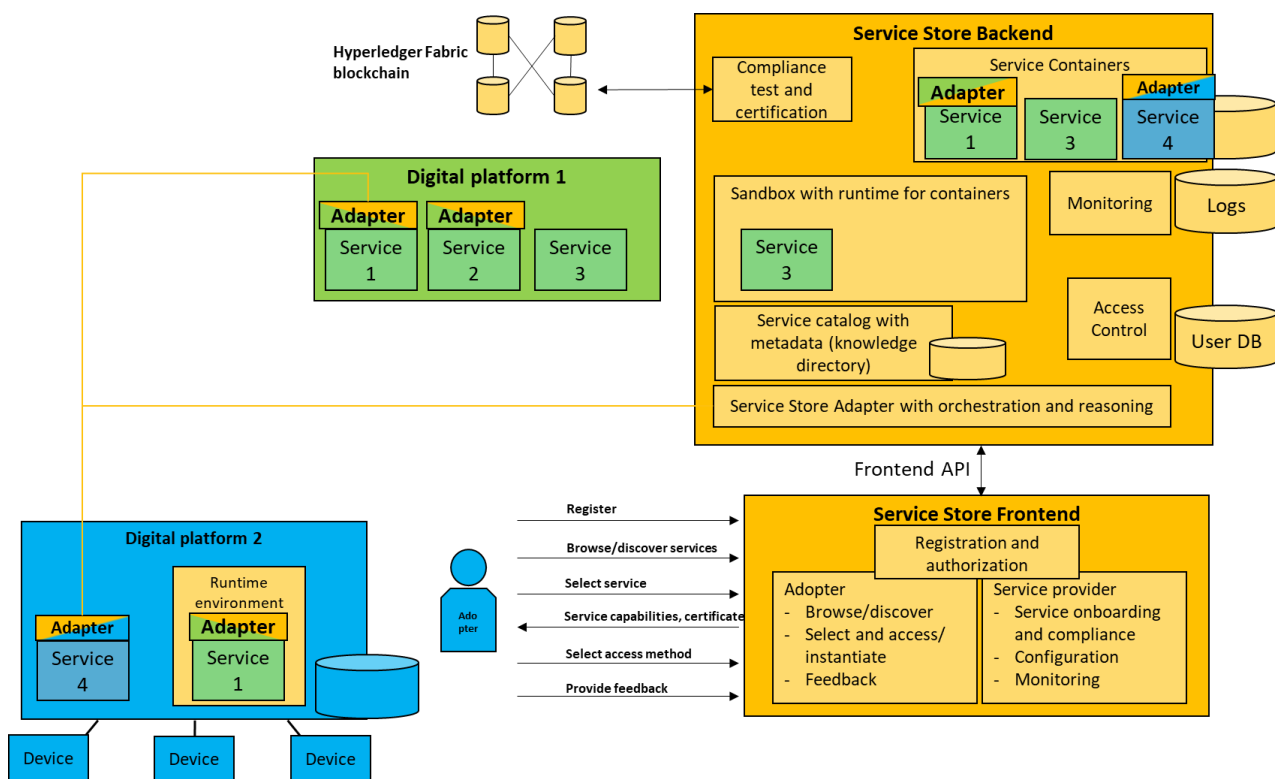 Hyperledger Fabric
blockchain
Service Store Backend
Compliance
test and
certification
Service Containers
Adapter
Service
1
Service
3
Adapter
Service
4
Digital platform 1
Adapter
Service
1
Adapter
Service
2
Service
3
Sandbox with runtime for containers
Service
3
Monitoring
Logs
Service catalog with
metadata (knowledge
directory)
Access
Control
User DB
Service Store Adapter with orchestration and reasoning
Frontend API
Digital platform 2
Adapter
Service
4
Runtime
environment
Adapter
Service
1
Device
Device
Device
Ado
pter
Register
Browse/discover services
Select service
Service capabilities, certificate
Select access method
Provide feedback
Service Store Frontend
Registration and
authorization
Adopter
- Browse/discover
- Select and access/
instantiate
- Feedback
Service provider
- Service onboarding
and compliance
- Configuration
- Monitoring